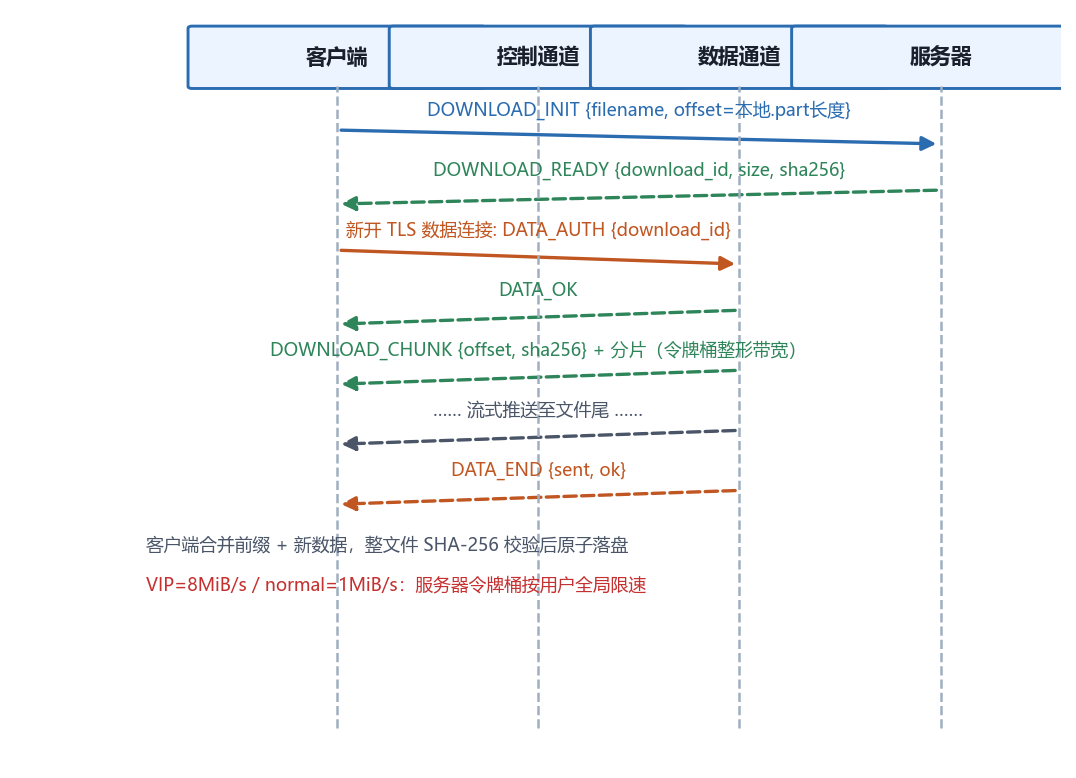 客户端
控制通道
数据通道
服务器
DOWNLOAD_INIT {filename, offset=本地.part长度}
DOWNLOAD_READY {download_id, size, sha256}
新开 TLS 数据连接: DATA_AUTH {download_id}
DATA_OK
DOWNLOAD_CHUNK {offset, sha256} + 分片（令牌桶整形带宽）
…… 流式推送至文件尾 ……
DATA_END {sent, ok}
客户端合并前缀 + 新数据，整文件 SHA-256 校验后原子落盘
VIP=8MiB/s / normal=1MiB/s：服务器令牌桶按用户全局限速